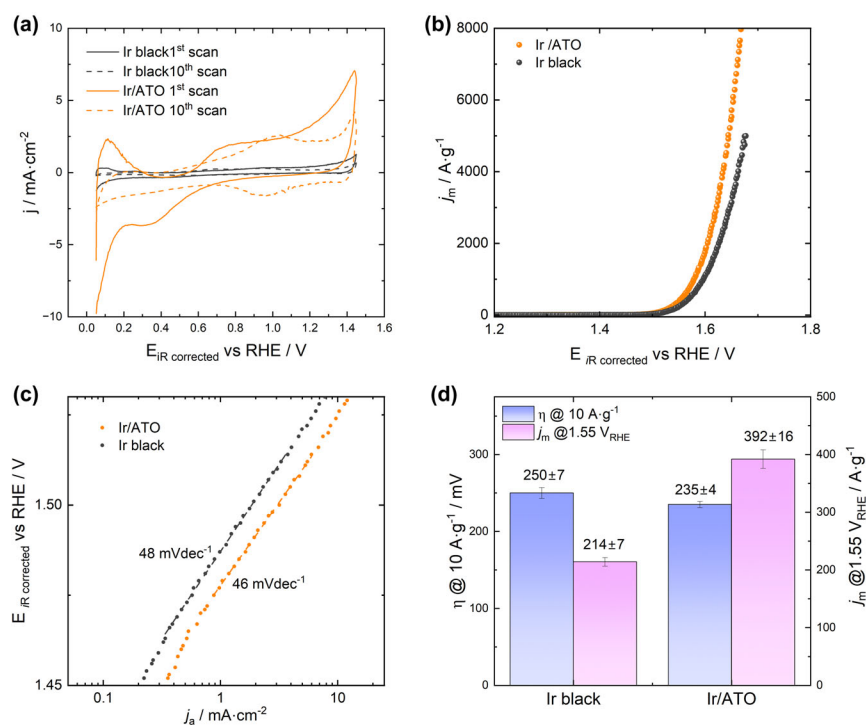 (a)
Ir black1st scan
Ir black10th scan
Ir/ATO 1st scan
Ir/ATO 10th scan
10
5
0
-5
-10
j / mA·cm-2
0.0 0.2 0.4 0.6 0.8 1.0 1.2 1.4 1.6
E iR corrected vs RHE / V
(b)
Ir /ATO
Ir black
8000
6000
4000
2000
0
jm / A·g-1
1.2 1.4 1.6 1.8
E iR corrected vs RHE / V
(c)
Ir/ATO
Ir black
1.50
1.45
E iR corrected vs RHE / V
48 mVdec-1
46 mVdec-1
0.1 1 10
ja / mA·cm-2
(d)
η @ 10 A·g-1
jm @1.55 VRHE
350
300
250
200
150
100
50
0
η @ 10 A·g-1 / mV
250±7
214±7
235±4
392±16
500
400
300
200
100
0
jm @1.55 VRHE / A·g-1
Ir black Ir/ATO